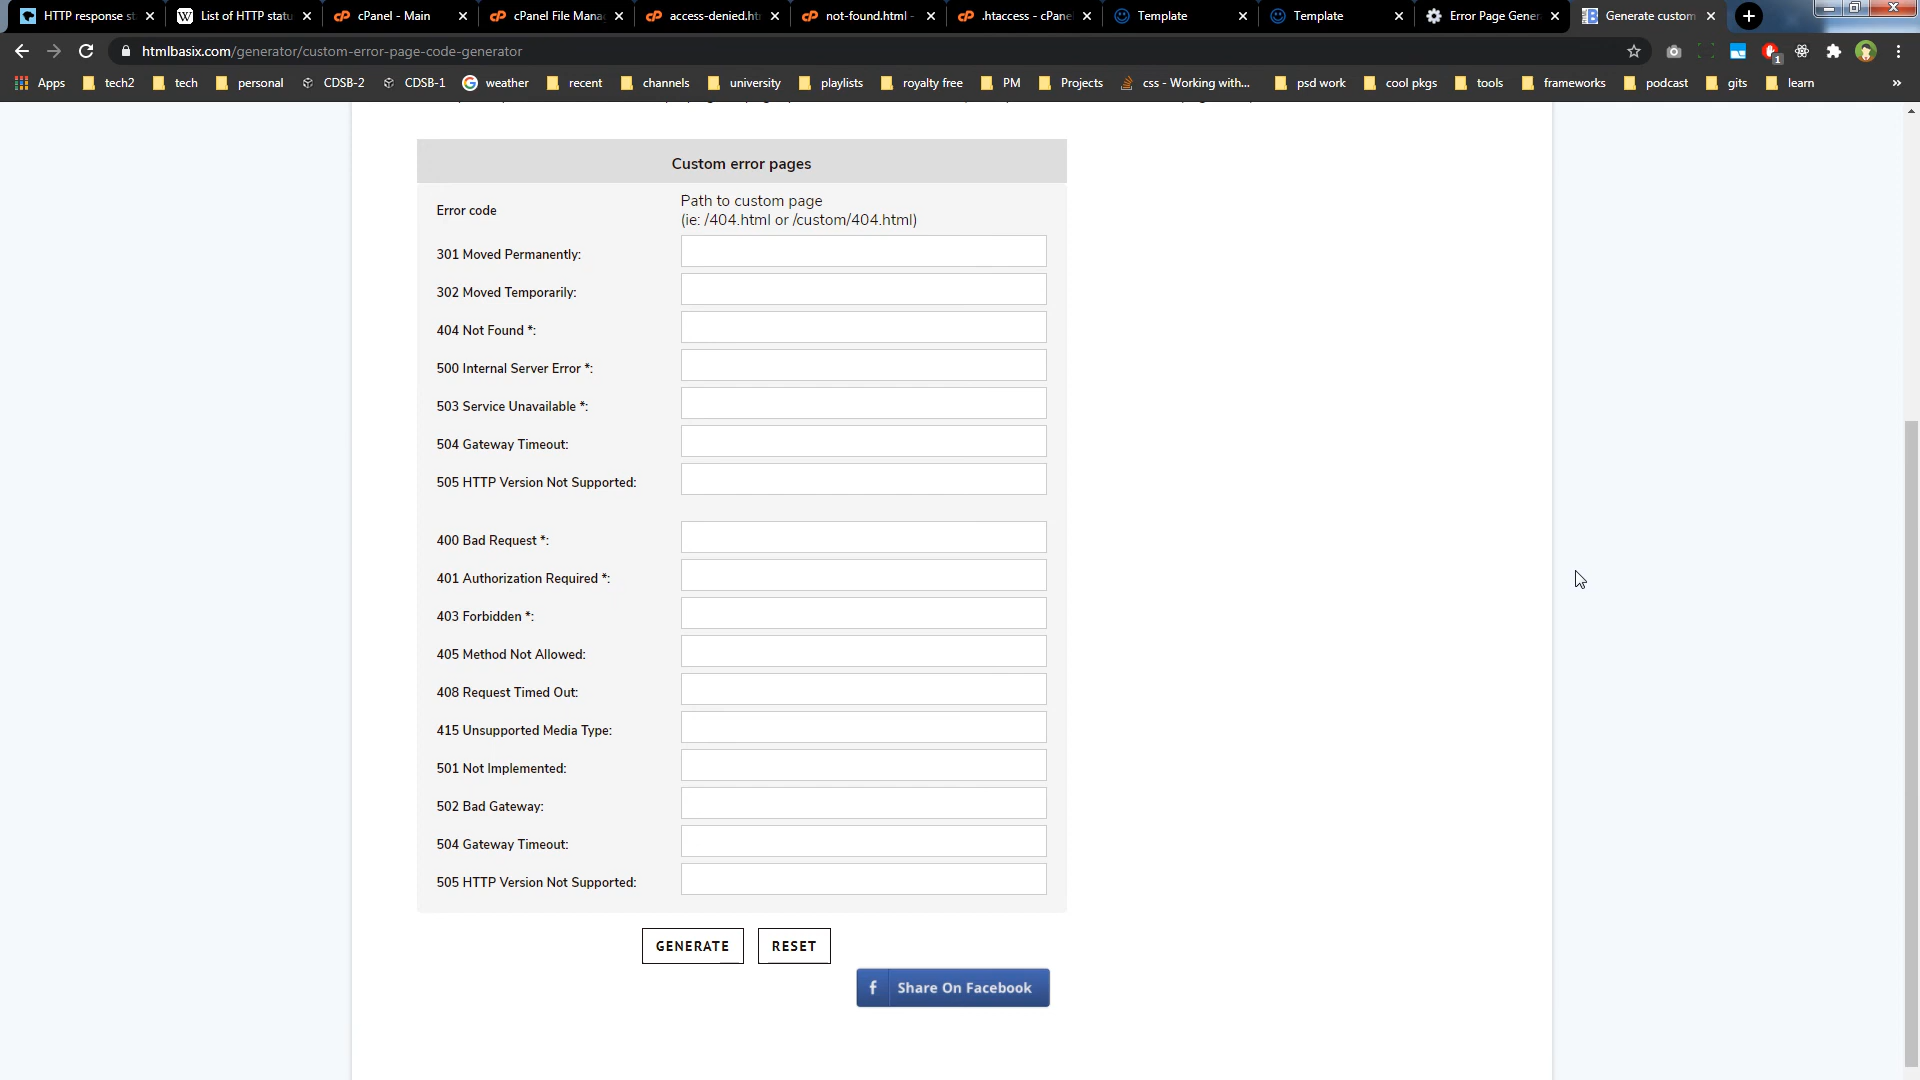 HTTP response st
List of HTTP statu
cPanel - Main
cPanel File Mana
access-denied.ht
not-found.html -
.htaccess - cPane
Template
Template
Error Page Gener
Generate custom
htmlbasix.com/generator/custom-error-page-code-generator
1
Apps
tech2
tech
personal
CDSB-2
CDSB-1
weather
recent
channels
university
playlists
royalty free
PM
Projects
css - Working with...
psd work
cool pkgs
tools
frameworks
podcast
gits
learn
»
Custom error pages
Error code
Path to custom page
(ie: /404.html or /custom/404.html)
301 Moved Permanently:
302 Moved Temporarily:
404 Not Found *:
500 Internal Server Error *:
503 Service Unavailable *:
504 Gateway Timeout:
505 HTTP Version Not Supported:
400 Bad Request *:
401 Authorization Required *:
403 Forbidden *:
405 Method Not Allowed:
408 Request Timed Out:
415 Unsupported Media Type:
501 Not Implemented:
502 Bad Gateway:
504 Gateway Timeout:
505 HTTP Version Not Supported:
GENERATE
RESET
f Share On Facebook